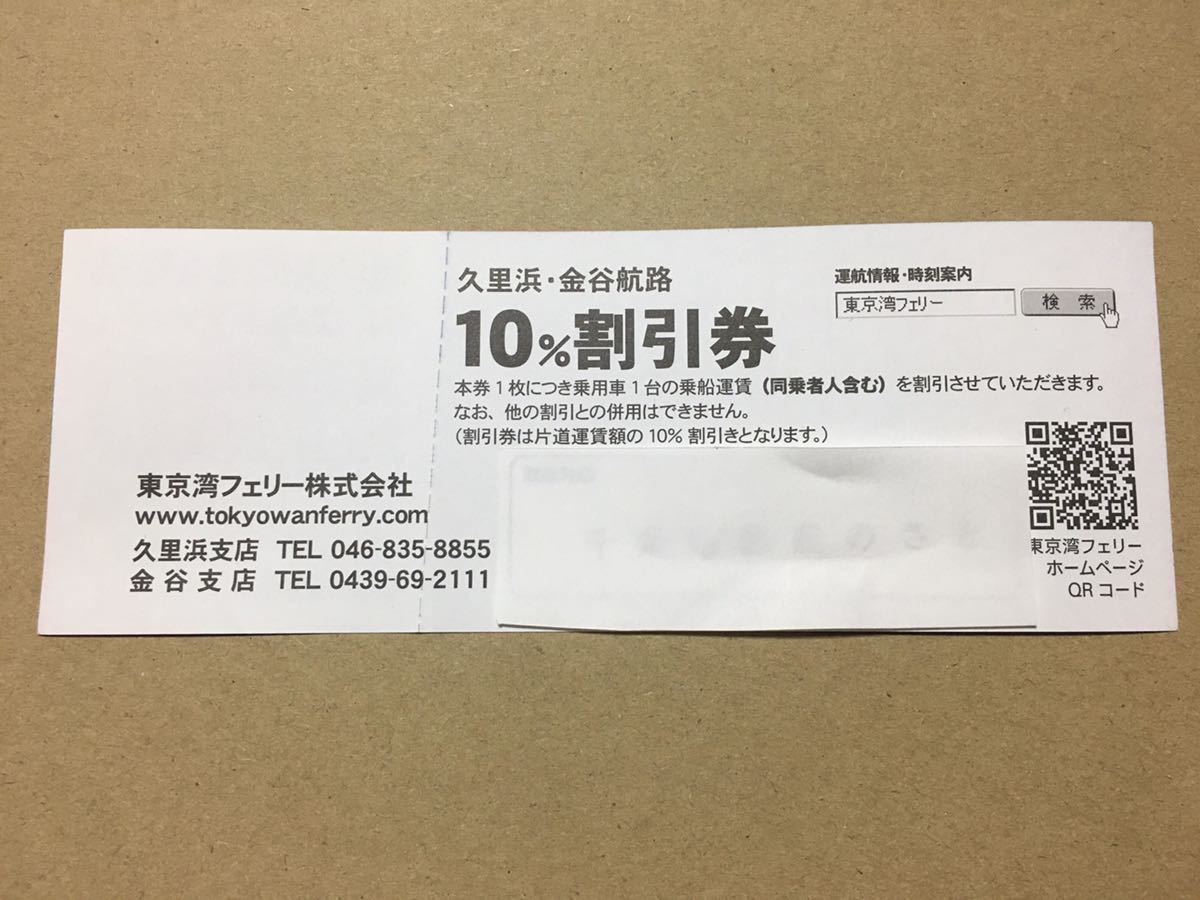 久里浜・金谷航路
10%割引券
本券1枚につき乗用車1台の乗船運賃（同乗者人含む）を割引させていただきます。
なお、他の割引との併用はできません。
（割引券は片道運賃額の10% 割引きとなります。）
運航情報・時刻案内
東京湾フェリー 検 索
東京湾フェリー
ホームページ
QRコード
東京湾フェリー株式会社
www.tokyowanferry.com
久里浜支店 TEL 046-835-8855
金谷支店 TEL 0439-69-2111